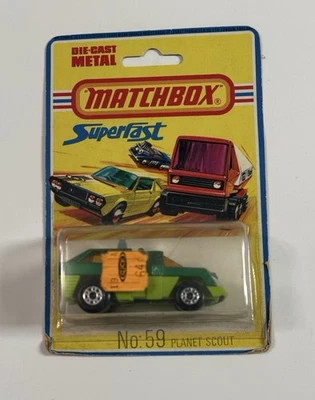 DIE-CAST
METAL
MATCHBOX®
Superfast
No: 59 PLANET SCOUT